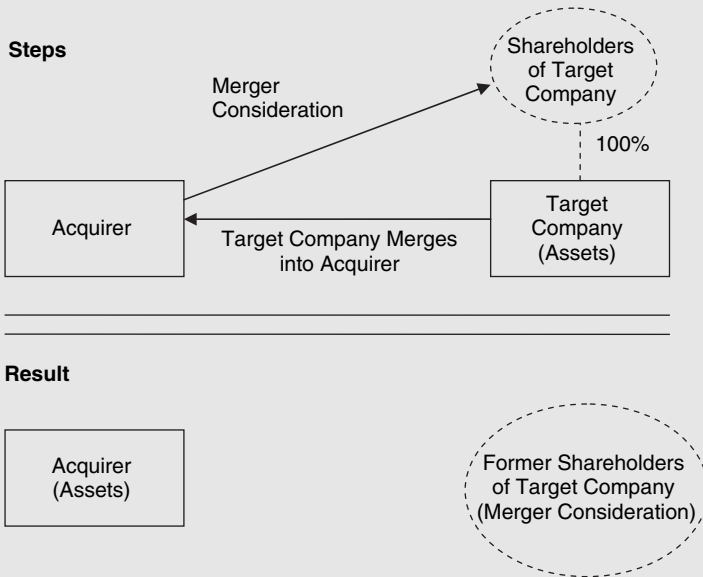 Steps
Shareholders
of Target
Company
Merger
Consideration
100%
Acquirer
Target Company Merges
into Acquirer
Target
Company
(Assets)
Result
Acquirer
(Assets)
Former Shareholders
of Target Company
(Merger Consideration)